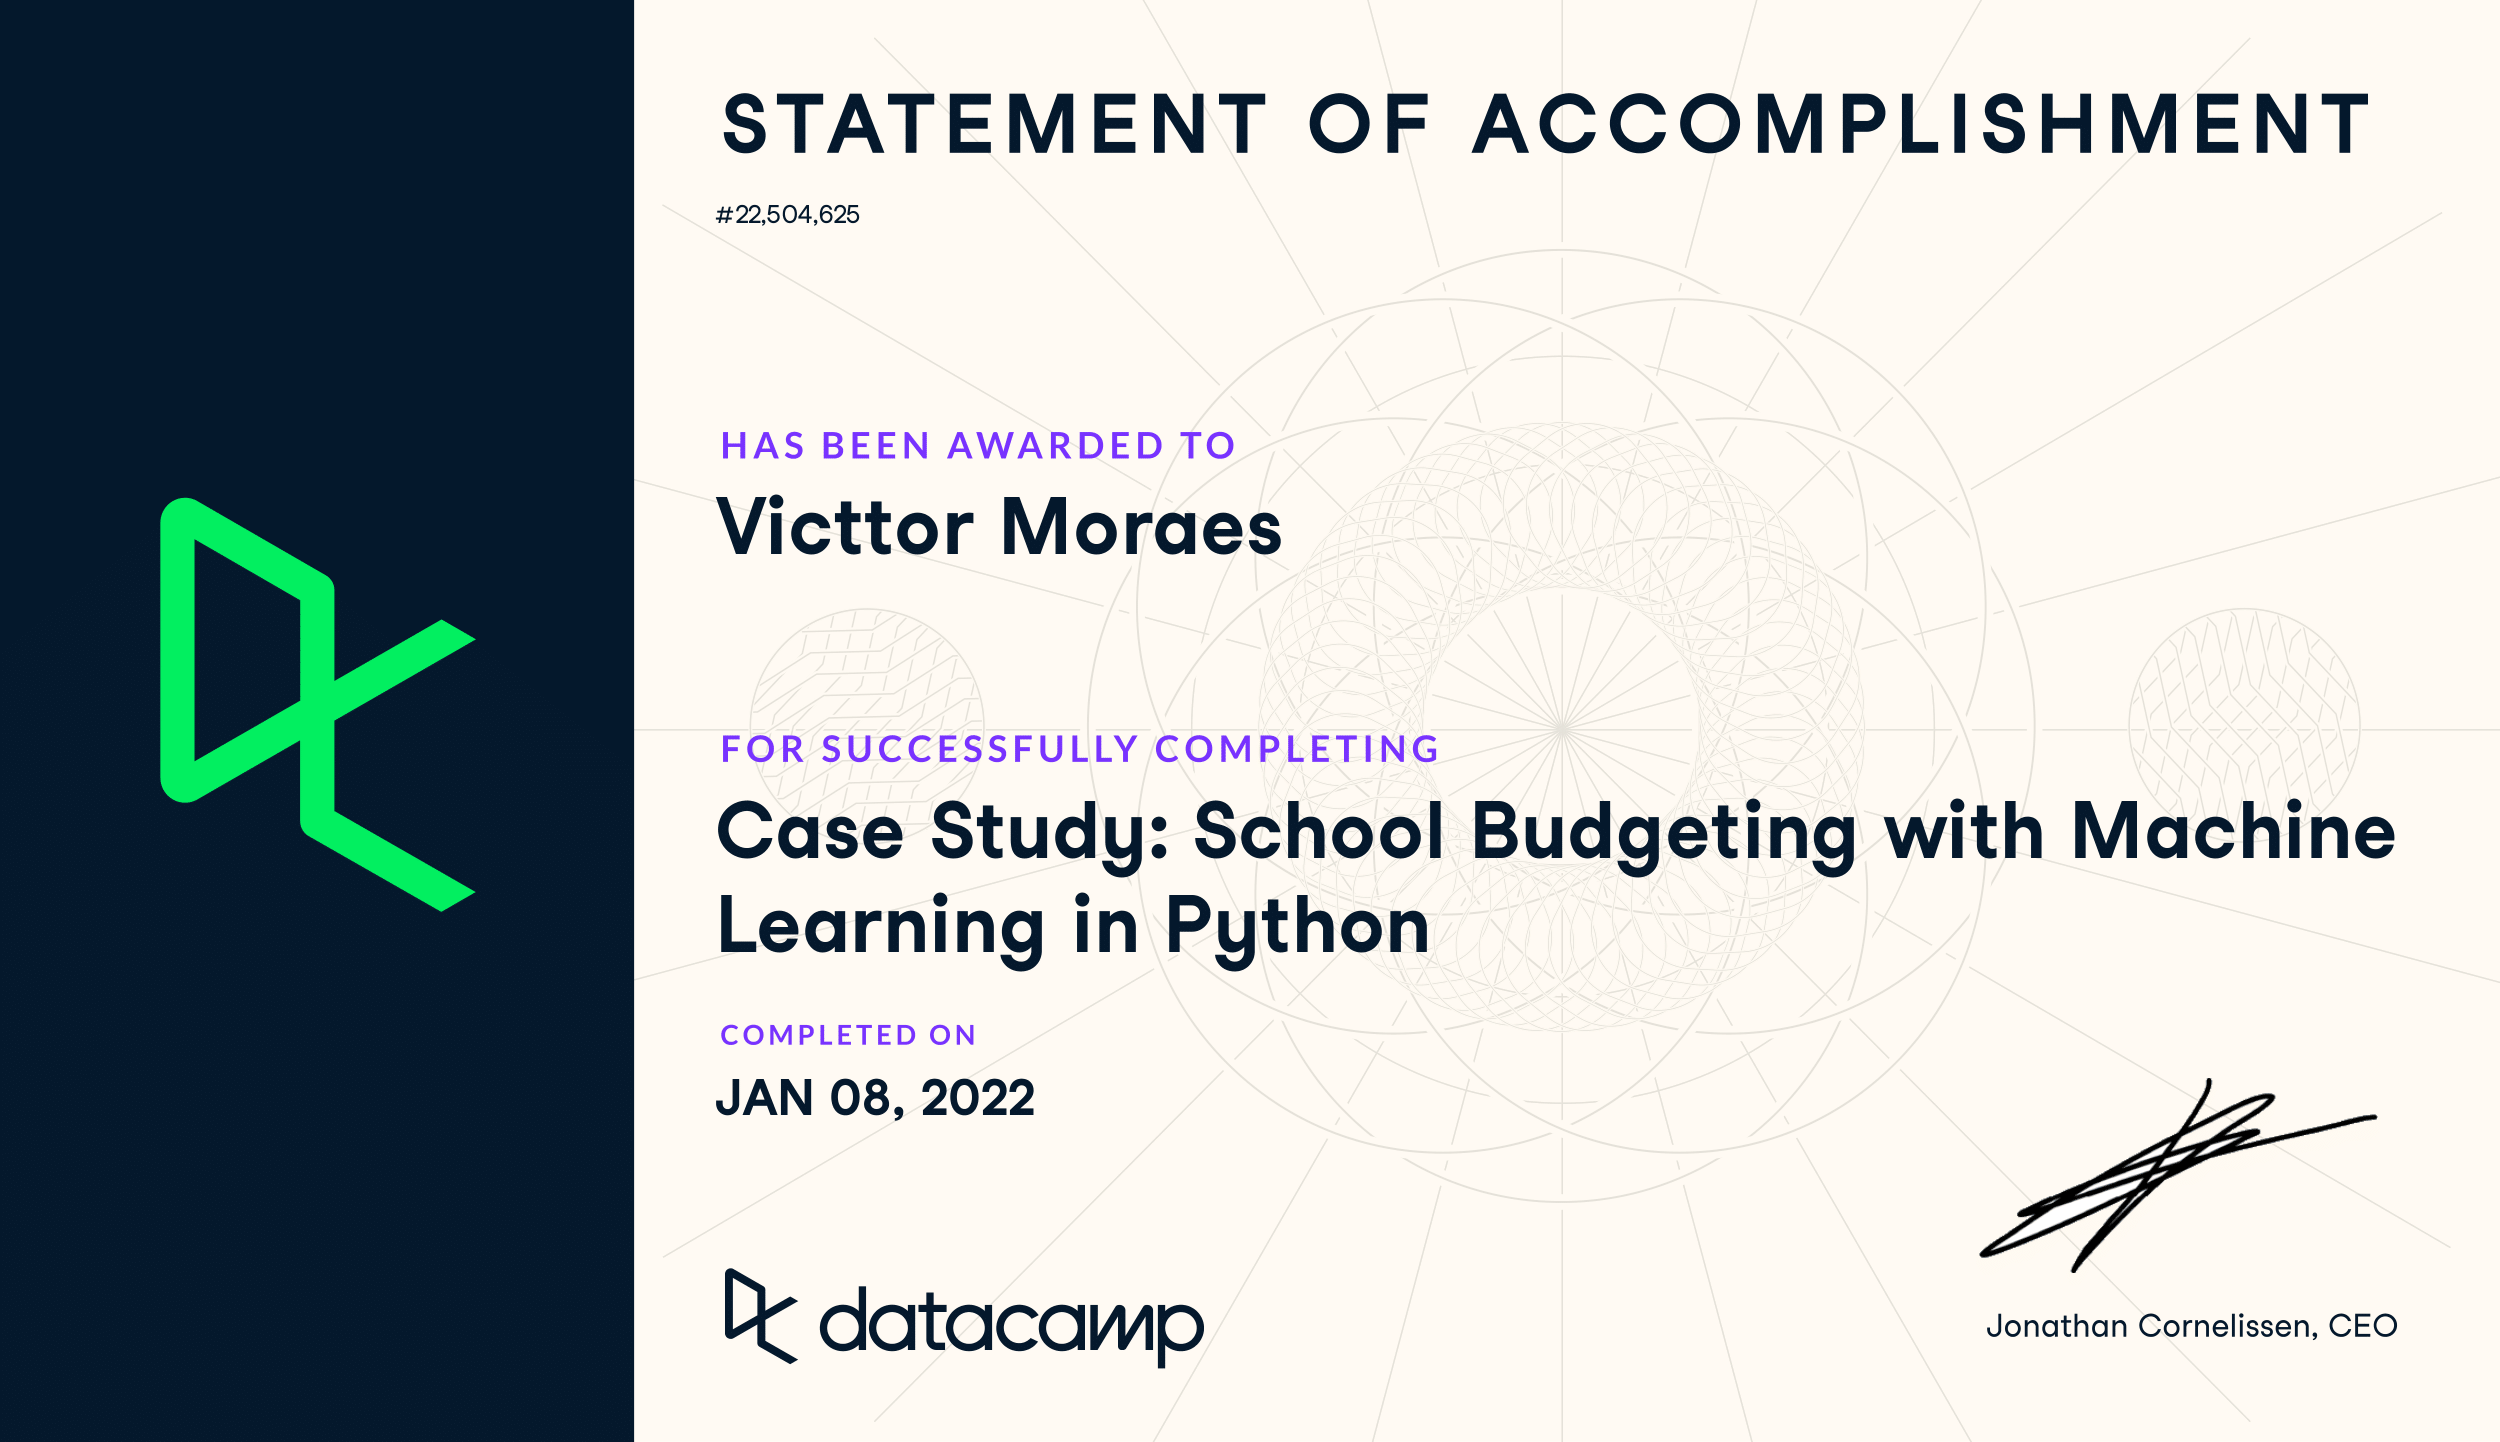 STATEMENT OF ACCOMPLISHMENT
#22,504,625
HAS BEEN AWARDED TO
Victtor Moraes
FOR SUCCESSFULLY COMPLETING
Case Study: School Budgeting with Machine
Learning in Python
COMPLETED ON
JAN 08, 2022
datacamp
Jonathan Cornelissen, CEO